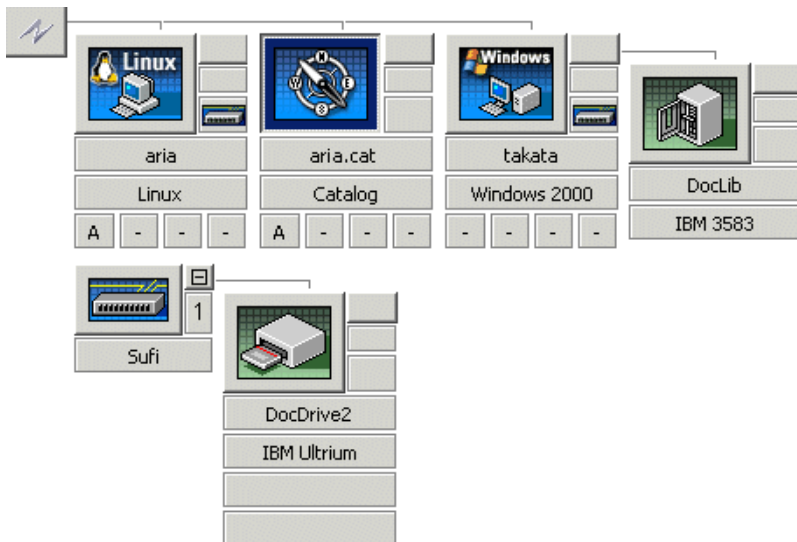 Linux
Windows
N
W E
S
aria
aria.cat
takata
Linux
Catalog
Windows 2000
DocLib
A - - -
A - - -
- - - -
IBM 3583
1
Sufi
DocDrive2
IBM Ultrium